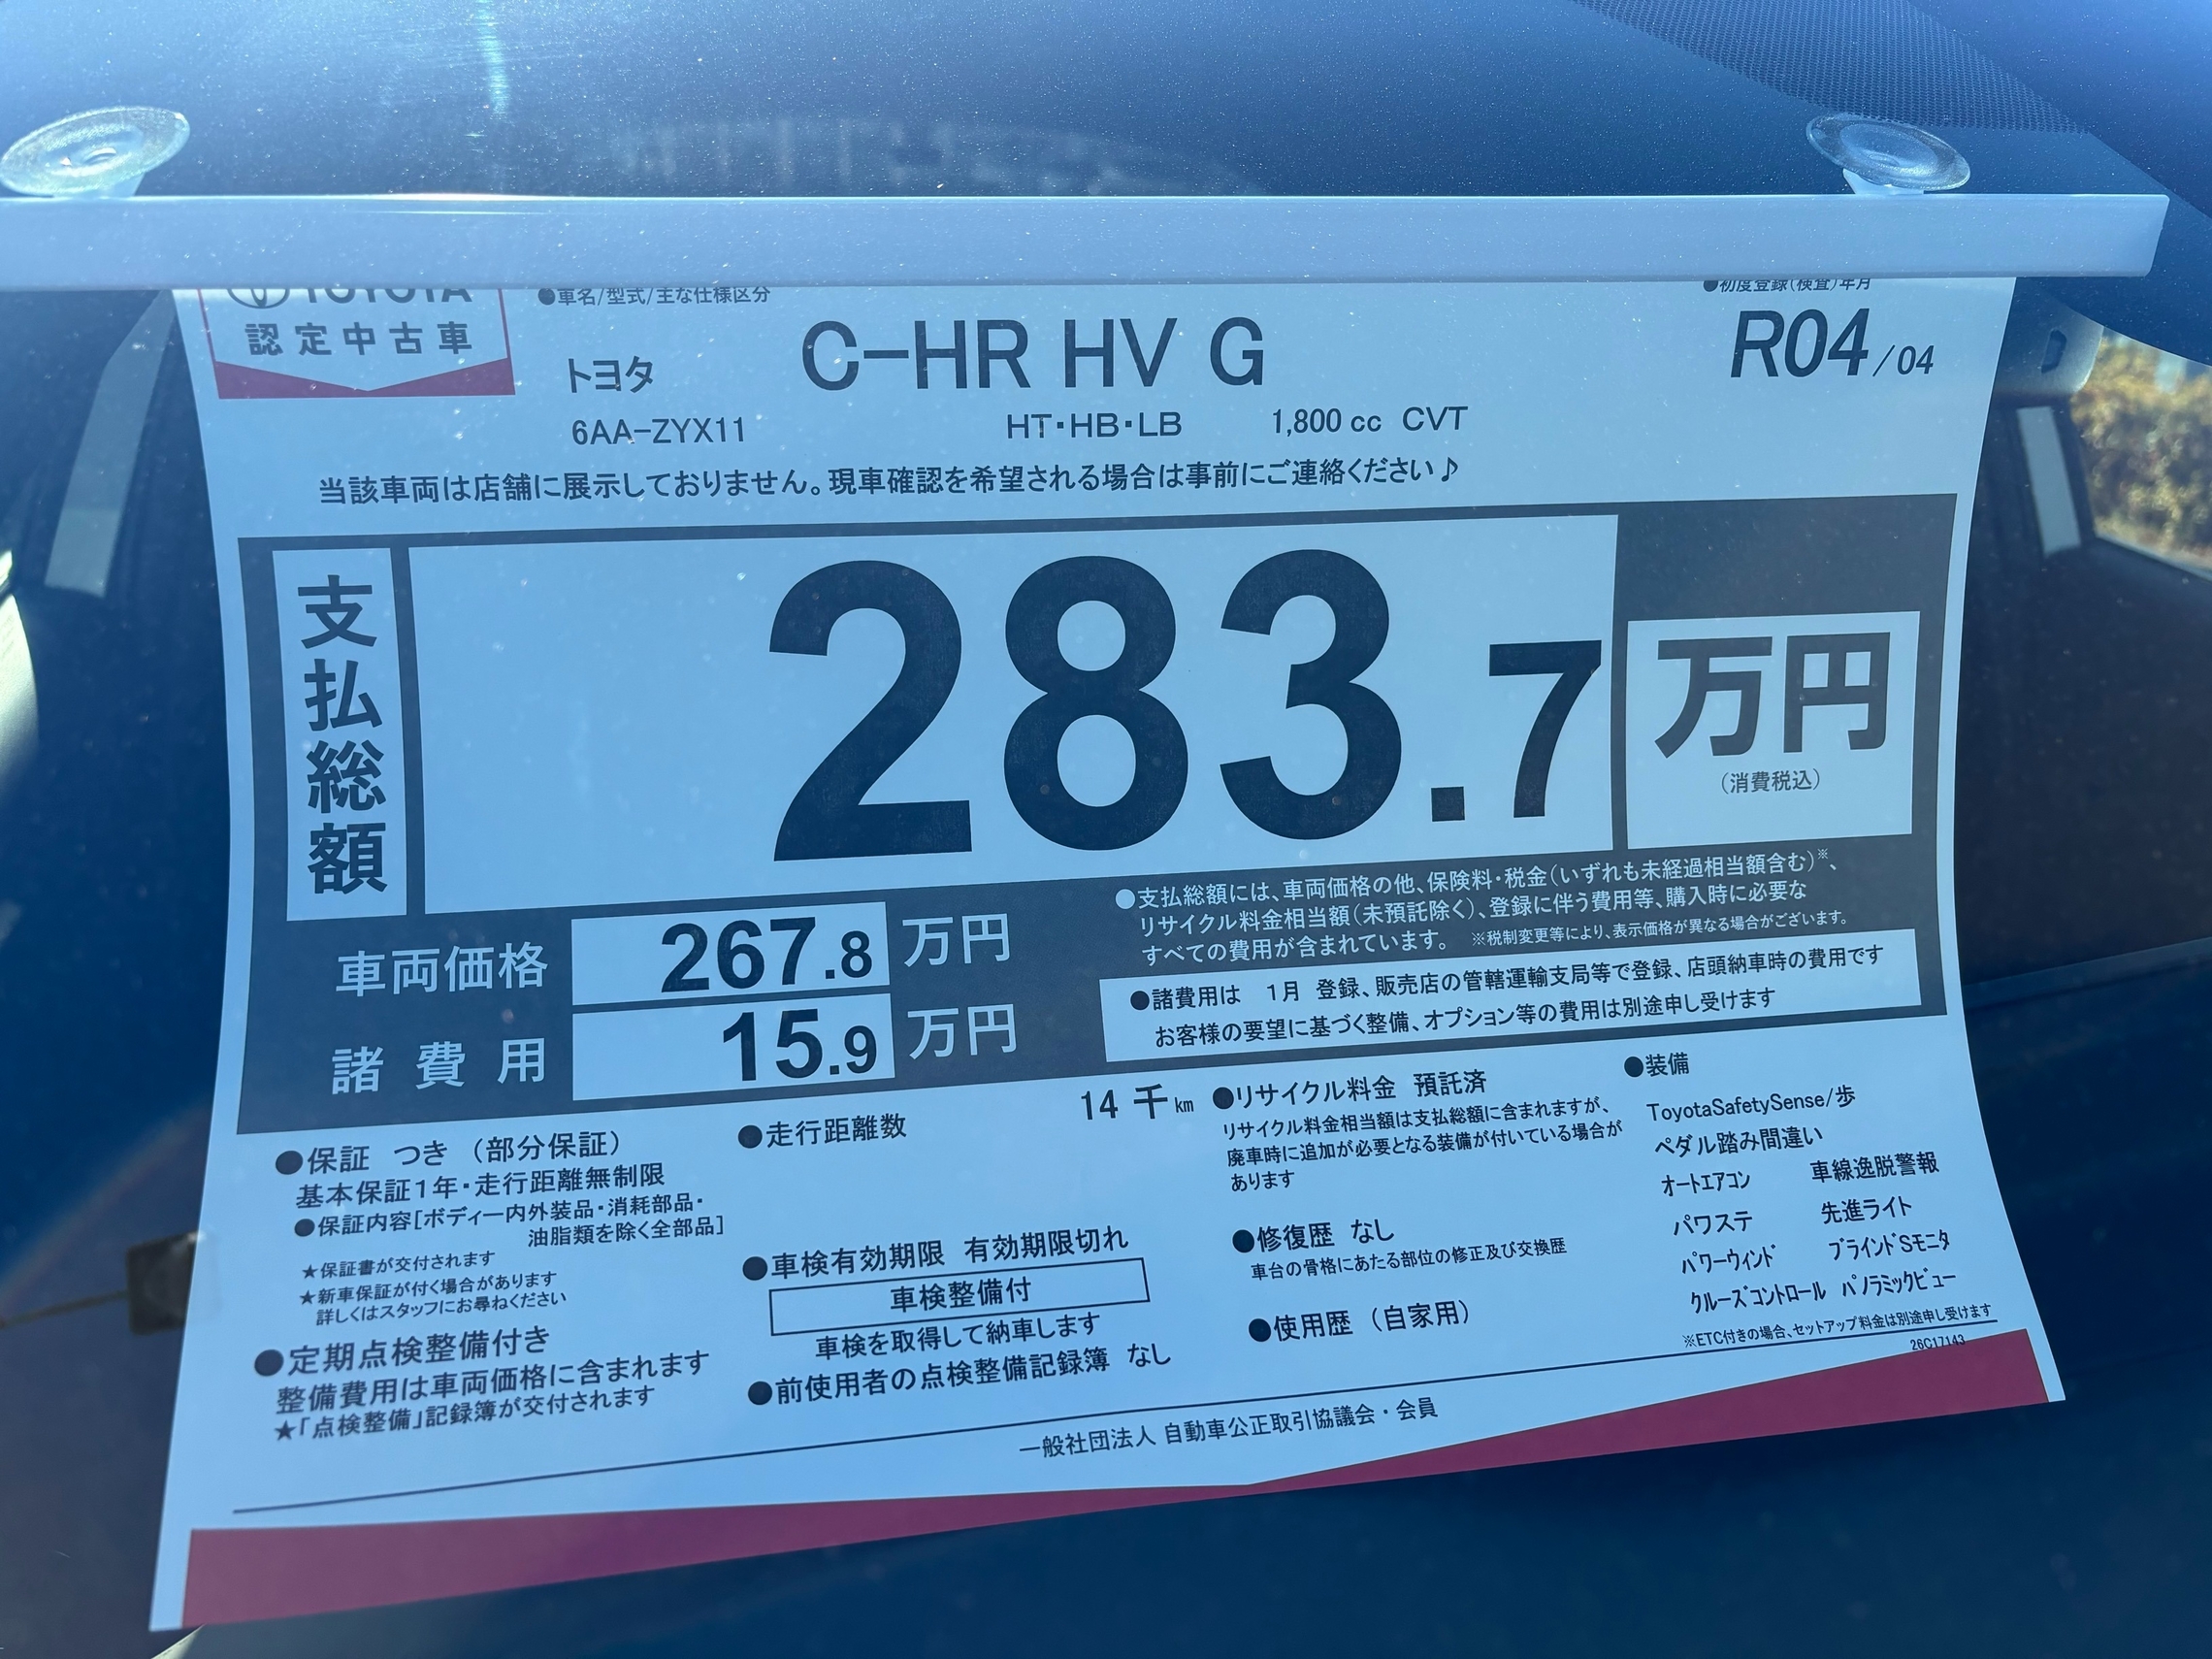 TOYOTA
認定中古車
●車名/型式/主な仕様区分
●初度登録(検査)年月
トヨタ
C-HR HV G
R04/04
6AA-ZYX11
HT・HB・LB
1,800 cc CVT
当該車両は店舗に展示しておりません。現車確認を希望される場合は事前にご連絡ください♪
支払総額
283.7
万円
(消費税込)
車両価格
267.8
万円
諸費用
15.9
万円
●支払総額には、車両価格の他、保険料・税金(いずれも未経過相当額含む)※、
リサイクル料金相当額(未預託除く)、登録に伴う費用等、購入時に必要な
すべての費用が含まれています。 ※税制変更等により、表示価格が異なる場合がございます。
●諸費用は 1月 登録、販売店の管轄運輸支局等で登録、店頭納車時の費用です
お客様の要望に基づく整備、オプション等の費用は別途申し受けます
●保証 つき (部分保証)
基本保証1年・走行距離無制限
●保証内容[ボディー内外装品・消耗部品・
油脂類を除く全部品]
★保証書が交付されます
★新車保証が付く場合があります
詳しくはスタッフにお尋ねください
●定期点検整備付き
整備費用は車両価格に含まれます
★「点検整備」記録簿が交付されます
●走行距離数
14 千km
●車検有効期限 有効期限切れ
車検整備付
車検を取得して納車します
●前使用者の点検整備記録簿 なし
●リサイクル料金 預託済
リサイクル料金相当額は支払総額に含まれますが、
廃車時に追加が必要となる装備が付いている場合が
あります
●修復歴 なし
車台の骨格にあたる部位の修正及び交換歴
●使用歴 (自家用)
●装備
ToyotaSafetySense/歩
ペダル踏み間違い
オートエアコン 車線逸脱警報
パワステ 先進ライト
パワーウィンド ブラインドSモニタ
クルーズコントロール パノラミックビュー
※ETC付きの場合、セットアップ料金は別途申し受けます
26C17143
一般社団法人 自動車公正取引協議会・会員